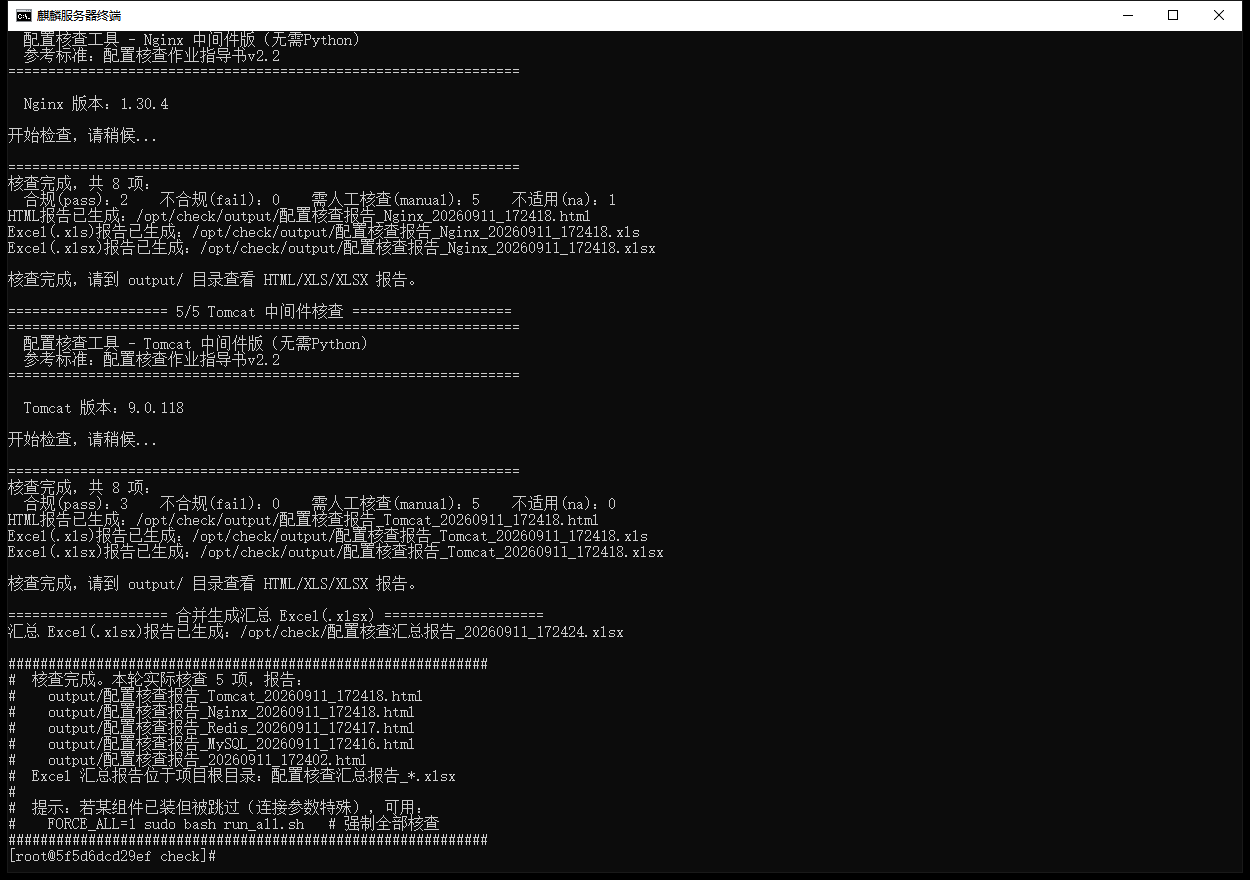 麒麟服务器终端
配置核查工具 - Nginx 中间件版（无需Python）
参考标准：配置核查作业指导书v2.2
================================================================
Nginx 版本：1.30.4
开始检查，请稍候...
================================================================
核查完成，共 8 项：
合规(pass)：2    不合规(fail)：0    需人工核查(manual)：5    不适用(na)：1
HTML报告已生成：/opt/check/output/配置核查报告_Nginx_20260911_172418.html
Excel(.xls)报告已生成：/opt/check/output/配置核查报告_Nginx_20260911_172418.xls
Excel(.xlsx)报告已生成：/opt/check/output/配置核查报告_Nginx_20260911_172418.xlsx
核查完成，请到 output/ 目录查看 HTML/XLS/XLSX 报告。
==================== 5/5 Tomcat 中间件核查 ====================
================================================================
配置核查工具 - Tomcat 中间件版（无需Python）
参考标准：配置核查作业指导书v2.2
================================================================
Tomcat 版本：9.0.118
开始检查，请稍候...
================================================================
核查完成，共 8 项：
合规(pass)：3    不合规(fail)：0    需人工核查(manual)：5    不适用(na)：0
HTML报告已生成：/opt/check/output/配置核查报告_Tomcat_20260911_172418.html
Excel(.xls)报告已生成：/opt/check/output/配置核查报告_Tomcat_20260911_172418.xls
Excel(.xlsx)报告已生成：/opt/check/output/配置核查报告_Tomcat_20260911_172418.xlsx
核查完成，请到 output/ 目录查看 HTML/XLS/XLSX 报告。
==================== 合并生成汇总 Excel(.xlsx) ====================
汇总 Excel(.xlsx)报告已生成：/opt/check/配置核查汇总报告_20260911_172424.xlsx
############################################################
#  核查完成。本轮实际核查 5 项，报告：
#    output/配置核查报告_Tomcat_20260911_172418.html
#    output/配置核查报告_Nginx_20260911_172418.html
#    output/配置核查报告_Redis_20260911_172417.html
#    output/配置核查报告_MySQL_20260911_172416.html
#    output/配置核查报告_20260911_172402.html
#  Excel 汇总报告位于项目根目录：配置核查汇总报告_*.xlsx
#
#  提示：若某组件已装但被跳过（连接参数特殊），可用：
#    FORCE_ALL=1 sudo bash run_all.sh   # 强制全部核查
############################################################
[root@5f5d6dcd29ef check]#